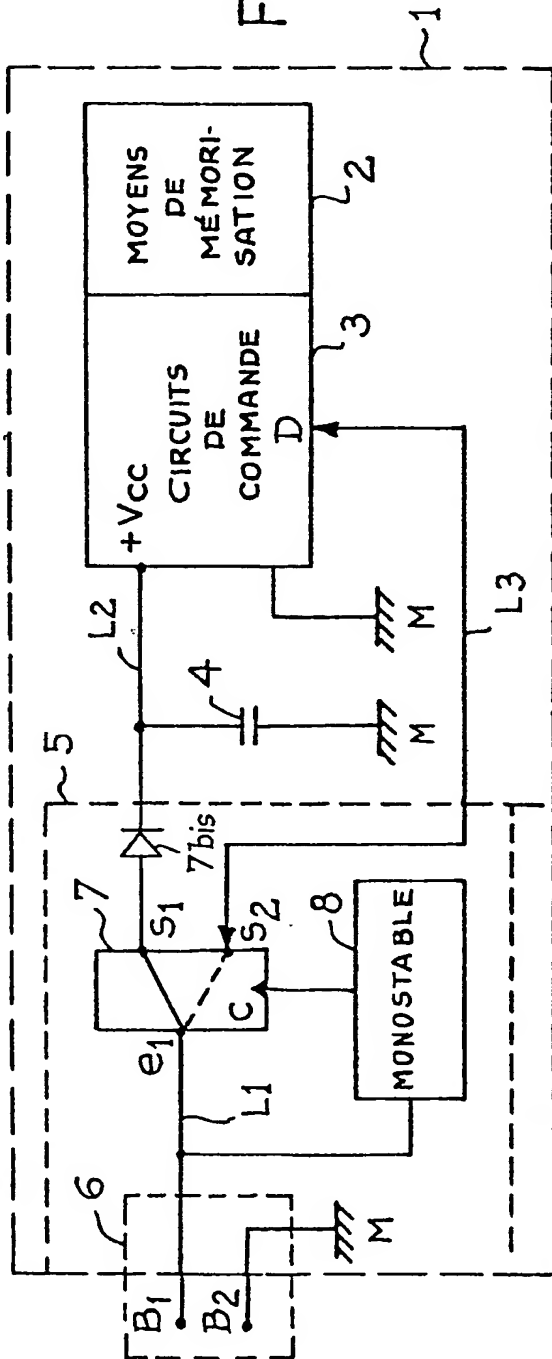 F
1
5
6
B1
B2
M
L1
e1
7
S1
S2
C
7bis
8
MONOSTABLE
L2
4
M
+VCC
CIRCUITS
DE
COMMANDE
D
M
3
MOYENS
DE
MÉMORI-
SATION
2
L3